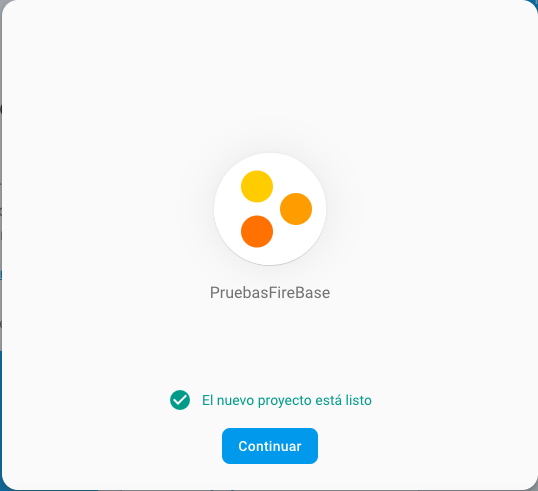 PruebasFireBase
El nuevo proyecto está listo
Continuar